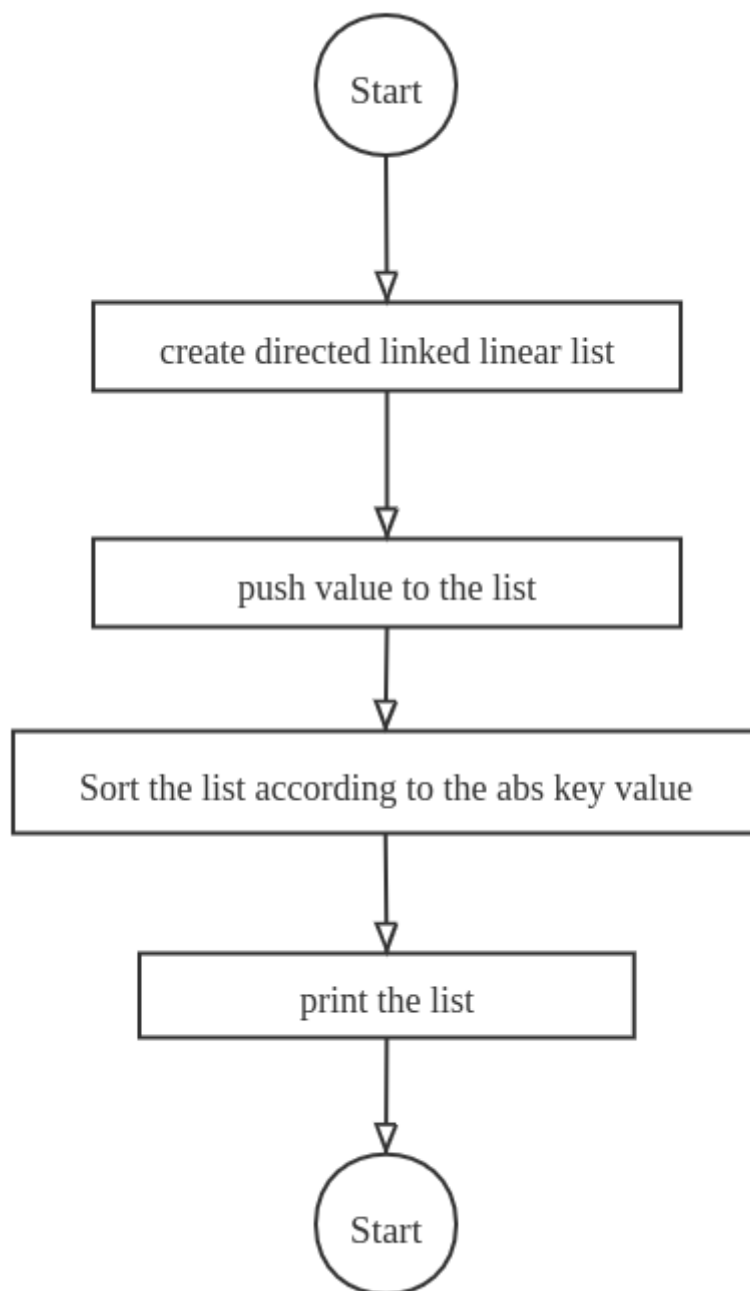 Start
create directed linked linear list
push value to the list
Sort the list according to the abs key value
print the list
Start